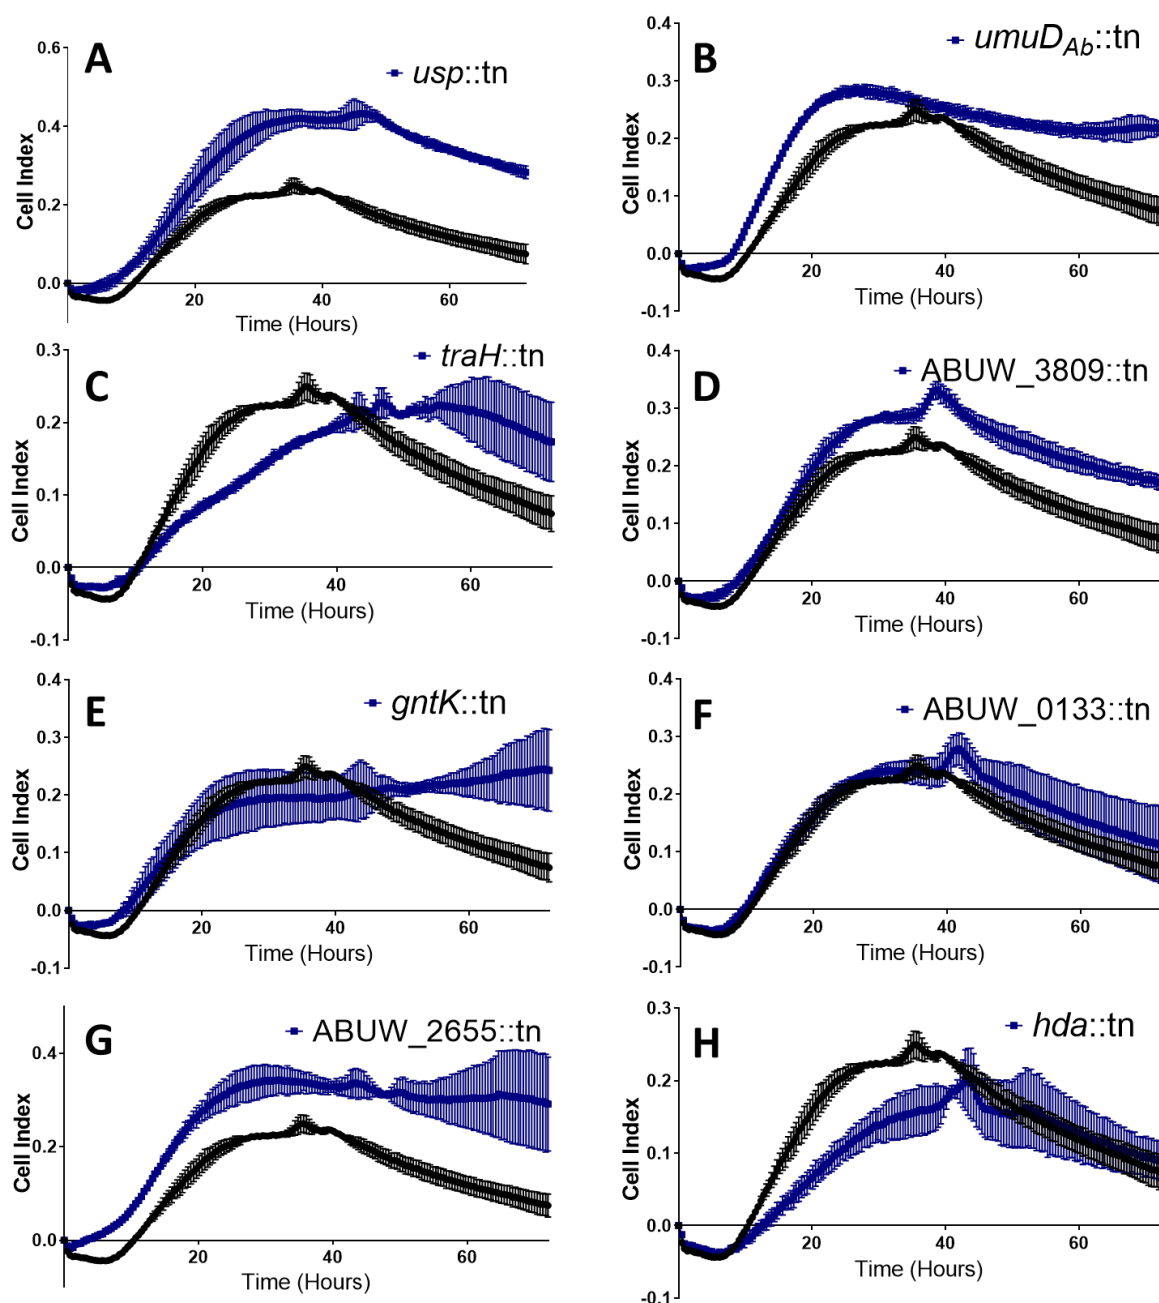 A
usp::tn
0.6
0.4
0.2
0.0
Cell Index
20
40
60
Time (Hours)
B
umuD_Ab::tn
0.4
0.3
0.2
0.1
0.0
-0.1
Cell Index
20
40
60
Time (Hours)
C
traH::tn
0.3
0.2
0.1
0.0
-0.1
Cell Index
20
40
60
Time (Hours)
D
ABUW_3809::tn
0.4
0.3
0.2
0.1
0.0
-0.1
Cell Index
20
40
60
Time (Hours)
E
gntK::tn
0.4
0.3
0.2
0.1
0.0
-0.1
Cell Index
20
40
60
Time (Hours)
F
ABUW_0133::tn
0.4
0.3
0.2
0.1
0.0
-0.1
Cell Index
20
40
60
Time (Hours)
G
ABUW_2655::tn
0.4
0.2
0.0
Cell Index
20
40
60
Time (Hours)
H
hda::tn
0.3
0.2
0.1
0.0
-0.1
Cell Index
20
40
60
Time (Hours)